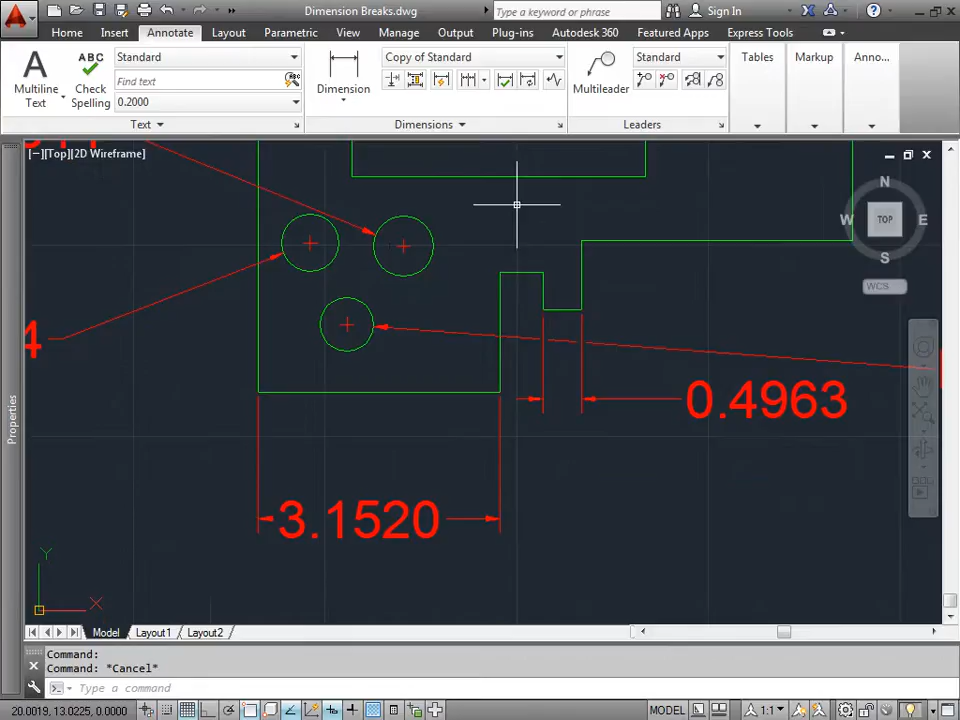 Dimension Breaks.dwg
Type a keyword or phrase
Sign In
Home Insert Annotate Layout Parametric View Manage Output Plug-ins Autodesk 360 Featured Apps Express Tools
A
Multiline
Text
ABC
Check
Spelling
Standard
Find text
0.2000
Text
Dimension
Copy of Standard
Dimensions
Multileader
Standard
Leaders
Tables
Markup
Anno...
[−][Top][2D Wireframe]
N
W TOP E
S
WCS
4
0.4963
3.1520
Y
X
Model Layout1 Layout2
Command:
Command: *Cancel*
Type a command
20.0019, 13.0225, 0.0000
MODEL
1:1